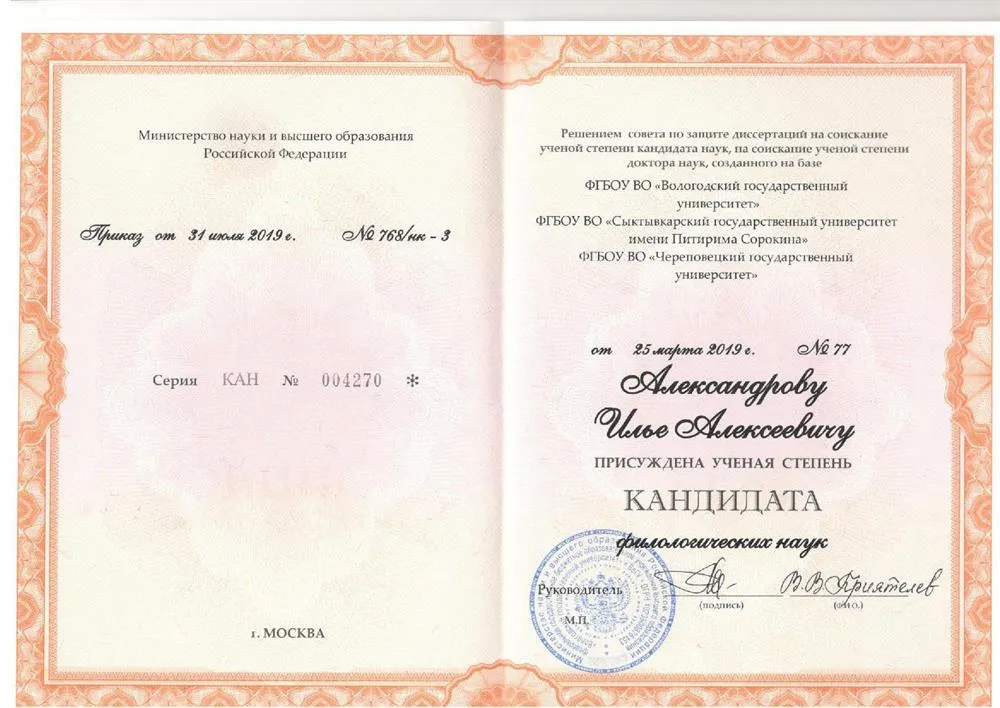 Министерство науки и высшего образования
Российской Федерации
Приказ от 31 июля 2019 г. № 768/нк - 3
Серия КАН № 004270 *
г. МОСКВА
Решением совета по защите диссертаций на соискание
ученой степени кандидата наук, на соискание ученой степени
доктора наук, созданного на базе
ФГБОУ ВО «Вологодский государственный
университет»
ФГБОУ ВО «Сыктывкарский государственный университет
имени Питирима Сорокина»
ФГБОУ ВО «Череповецкий государственный
университет»
от 25 марта 2019 г. № 77
Александрову
Илье Алексеевичу
ПРИСУЖДЕНА УЧЕНАЯ СТЕПЕНЬ
КАНДИДАТА
филологических наук
Руководитель
В.В. Приятелев
(подпись) (Ф.И.О.)
М.П.